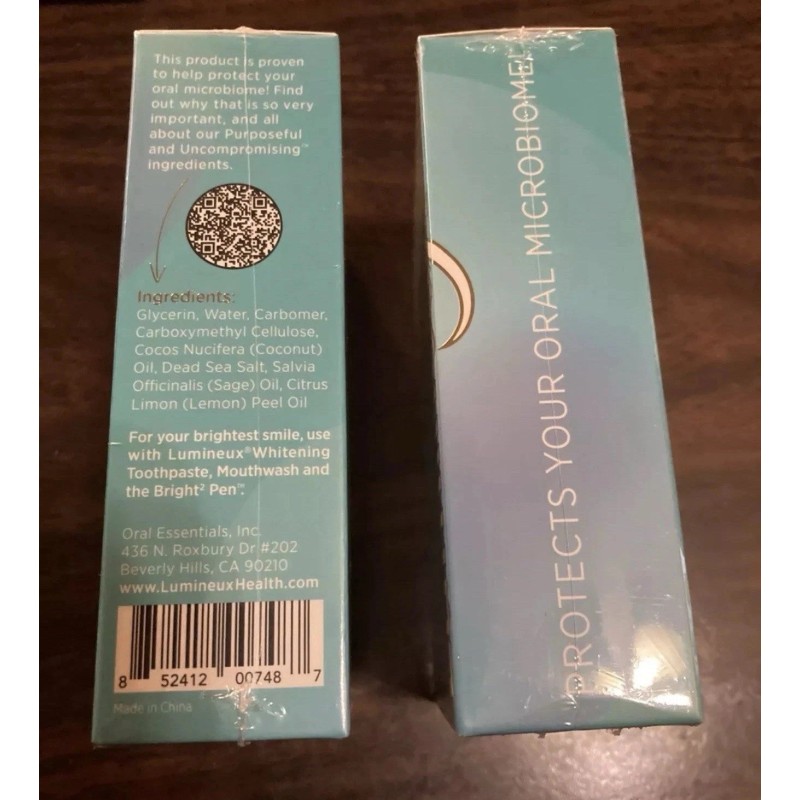 This product is proven
to help protect your
oral microbiome! Find
out why that is so very
important, and all
about our Purposeful
and Uncompromising™
ingredients.
Ingredients:
Glycerin, Water, Carbomer,
Carboxymethyl Cellulose,
Cocos Nucifera (Coconut)
Oil, Dead Sea Salt, Salvia
Officinalis (Sage) Oil, Citrus
Limon (Lemon) Peel Oil
For your brightest smile, use
with Lumineux® Whitening
Toothpaste, Mouthwash and
the Bright² Pen™.
Oral Essentials, Inc.
436 N. Roxbury Dr #202
Beverly Hills, CA 90210
www.LumineuxHealth.com
8 52412 00748 7
Made in China
PROTECTS YOUR ORAL MICROBIOME!